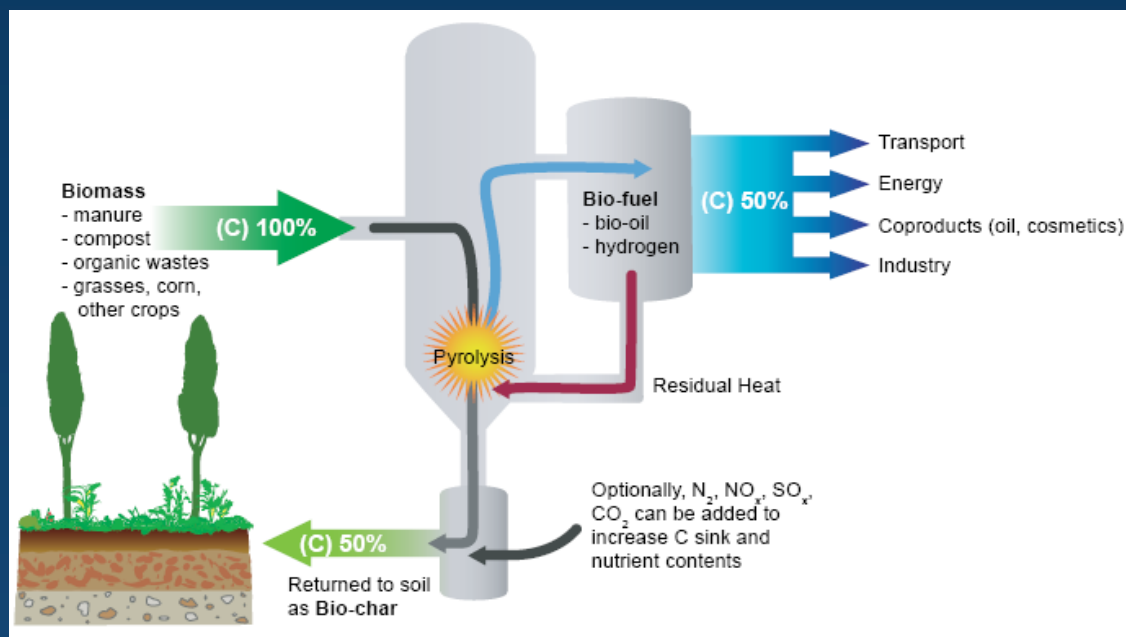 Biomass
- manure
- compost
- organic wastes
- grasses, corn,
other crops
(C) 100%
Pyrolysis
Bio-fuel
- bio-oil
- hydrogen
(C) 50%
Transport
Energy
Coproducts (oil, cosmetics)
Industry
Residual Heat
Optionally, N₂, NOₓ, SOₓ,
CO₂ can be added to
increase C sink and
nutrient contents
(C) 50%
Returned to soil
as Bio-char